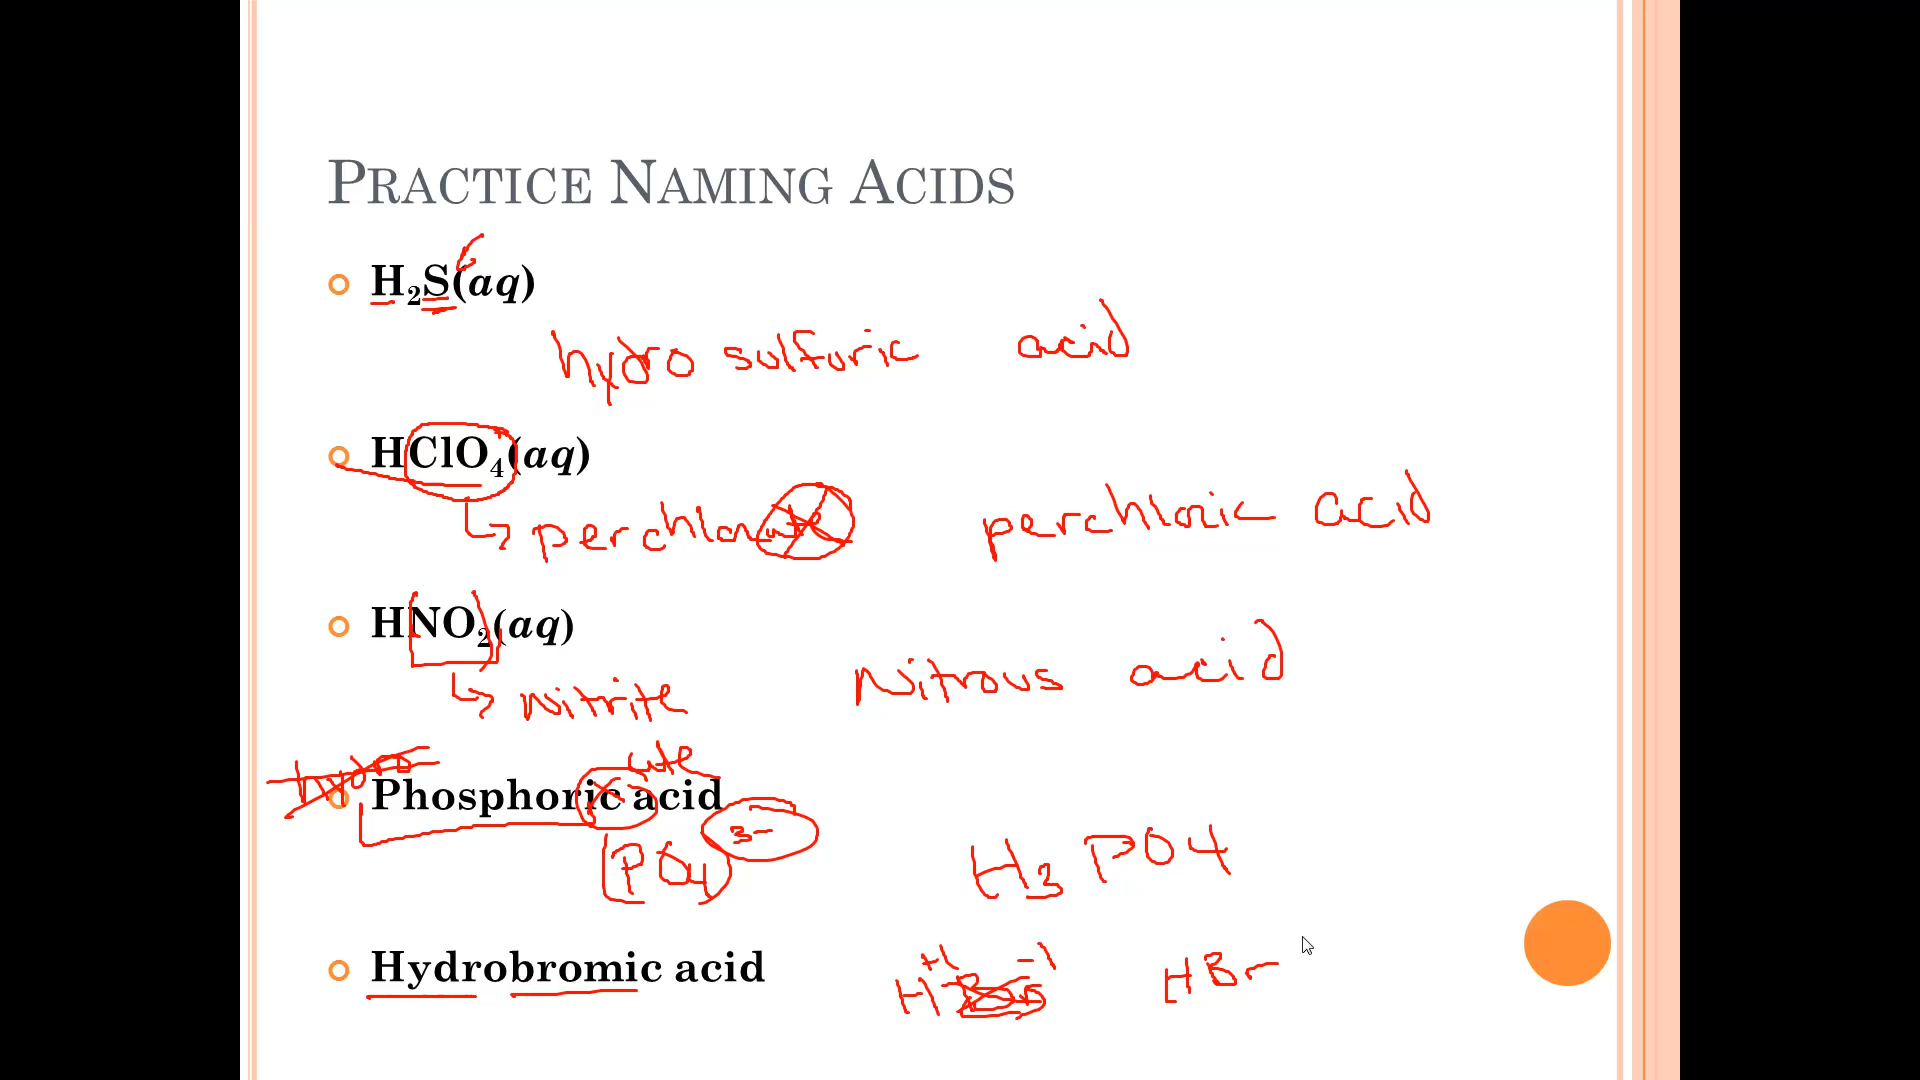 PRACTICE NAMING ACIDS
H₂S(aq)
hydro sulfuric acid
HClO₄(aq)
perchlorate perchloric acid
HNO₂(aq)
Nitrous acid
nitrite
hydro ate
Phosphoric acid
PO4 3-
H₃PO4
Hydrobromic acid
H +1 -1 HBr